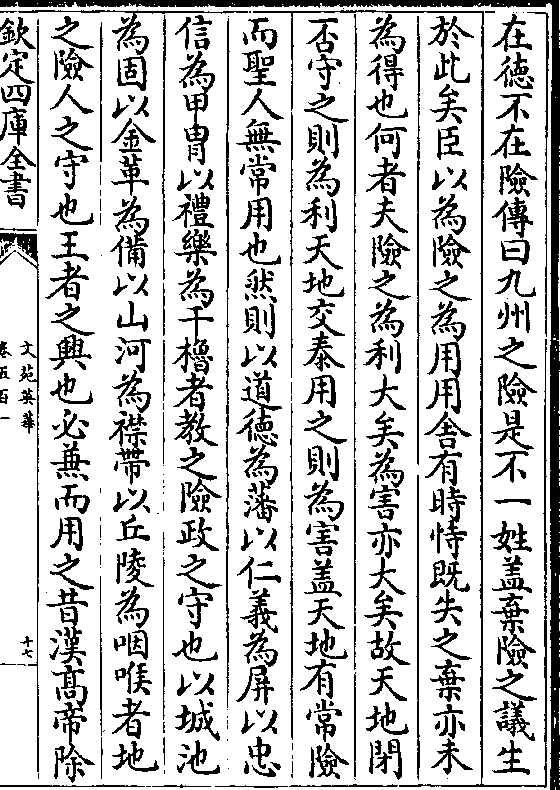 在德不在險傳曰九州之險是不一姓盖棄險之議生
於此矣臣以為險之為用用舍有時恃既失之棄亦未
為得也何者夫險之為利大矣為害亦大矣故天地閉
否守之則為利天地交泰用之則為害盖天地有常險
而聖人無常用也然則以道德為藩以仁義為屏以忠
信為甲胄以禮樂為干櫓者教之險政之守也以城池
為固以金革為備以山河為襟帶以丘陵為咽喉者地
之險人之守也王者之興也必兼而用之昔漢髙帝除
欽定四庫全書
文苑英華
卷五百一
十七